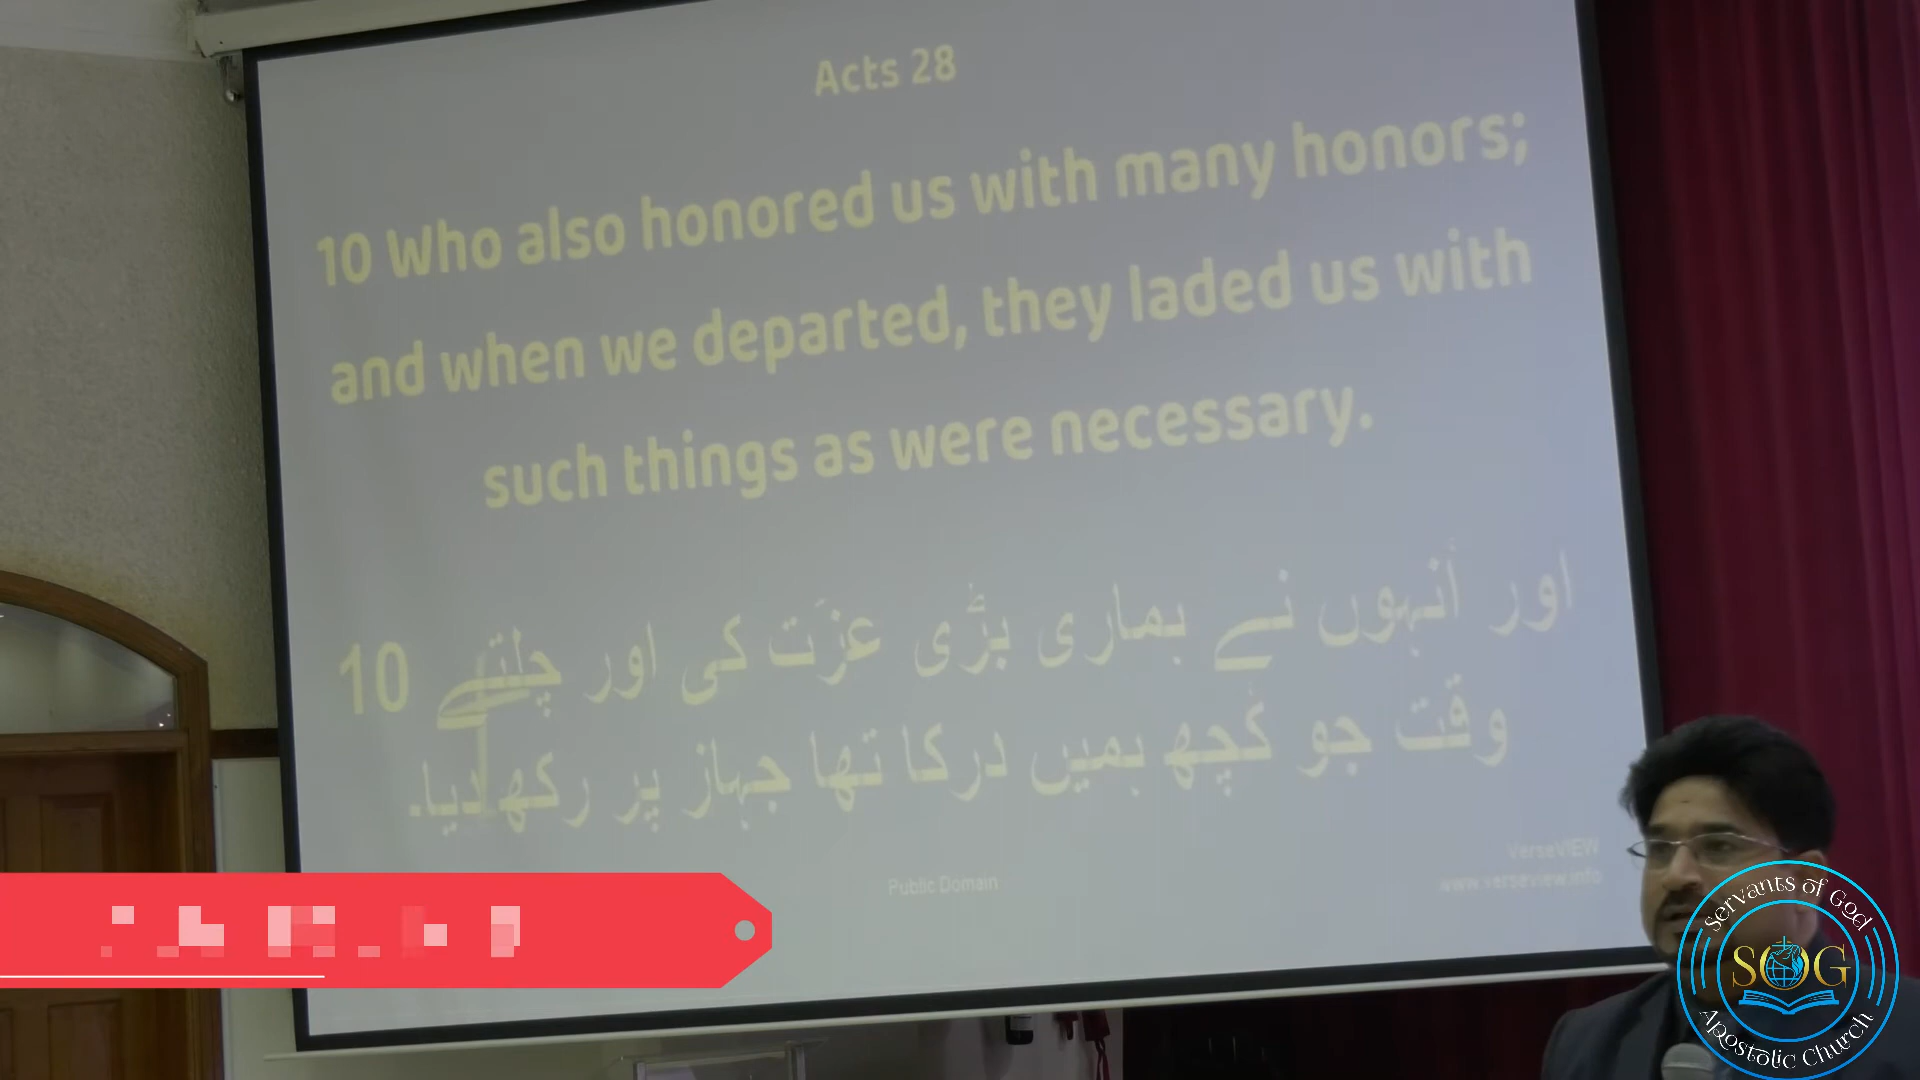 Acts 28
10 Who also honored us with many honors;
and when we departed, they laded us with
such things as were necessary.
اور اُنہوں نے ہماری بڑی عزّت کی اور چلتے 10
وقت جو کُچھ ہمیں درکا تھا جہاز پر رکھ دیا۔
VerseVIEW
Public Domain
www.verseview.info
Servants of God
SOG
Apostolic Church